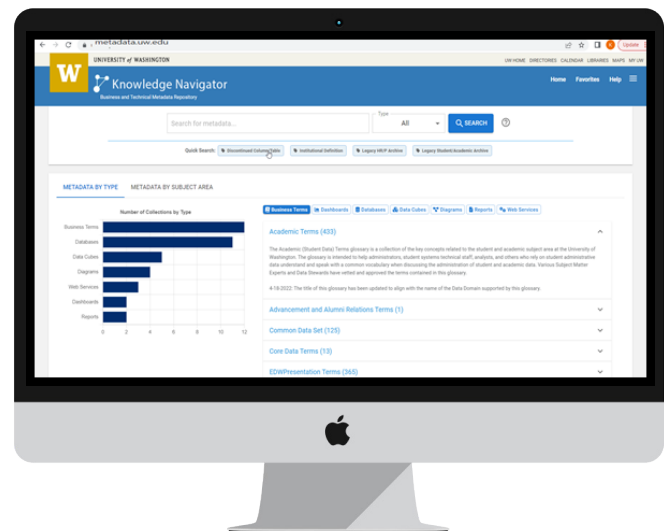 metadata.uw.edu
Update
UNIVERSITY of WASHINGTON
UW HOME DIRECTORIES CALENDAR LIBRARIES MAPS MY UW
W
Knowledge Navigator
Business and Technical Metadata Repository
Home Favorites Help
Search for metadata...
Type
All
SEARCH
Quick Search: Discontinued Column/Table Institutional Definition Legacy HR/P Archive Legacy Student/Academic Archive
METADATA BY TYPE METADATA BY SUBJECT AREA
Number of Collections by Type
Business Terms
Databases
Data Cubes
Diagrams
Web Services
Dashboards
Reports
0 2 4 6 8 10 12
Business Terms Dashboards Databases Data Cubes Diagrams Reports Web Services
Academic Terms (433)
The Academic (Student Data) Terms glossary is a collection of the key concepts related to the student and academic subject area at the University of
Washington. The glossary is intended to help administrators, student systems technical staff, analysts, and others who rely on student administrative
data understand and speak with a common vocabulary when discussing the administration of student and academic data. Various Subject Matter
Experts and Data Stewards have vetted and approved the terms contained in this glossary.
4-18-2022: The title of this glossary has been updated to align with the name of the Data Domain supported by this glossary.
Advancement and Alumni Relations Terms (1)
Common Data Set (125)
Core Data Terms (13)
EDWPresentation Terms (365)